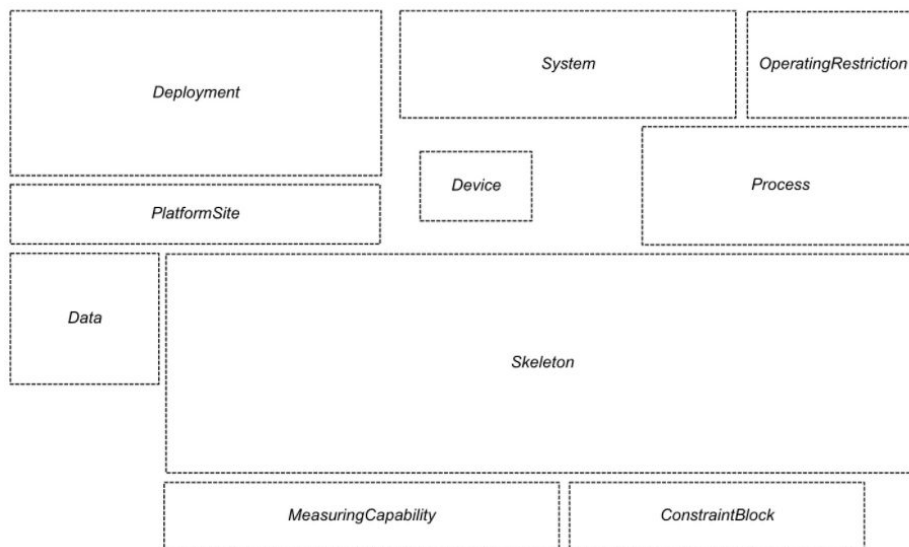 Deployment
System
OperatingRestriction
Device
Process
PlatformSite
Data
Skeleton
MeasuringCapability
ConstraintBlock